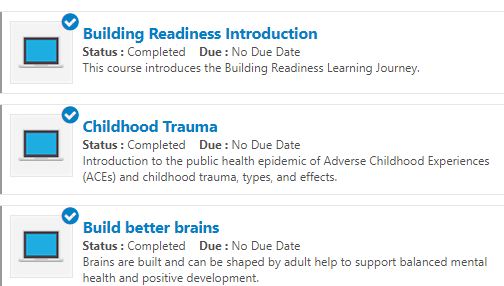 Building Readiness Introduction
Status : Completed Due : No Due Date
This course introduces the Building Readiness Learning Journey.
Childhood Trauma
Status : Completed Due : No Due Date
Introduction to the public health epidemic of Adverse Childhood Experiences
(ACEs) and childhood trauma, types, and effects.
Build better brains
Status : Completed Due : No Due Date
Brains are built and can be shaped by adult help to support balanced mental
health and positive development.